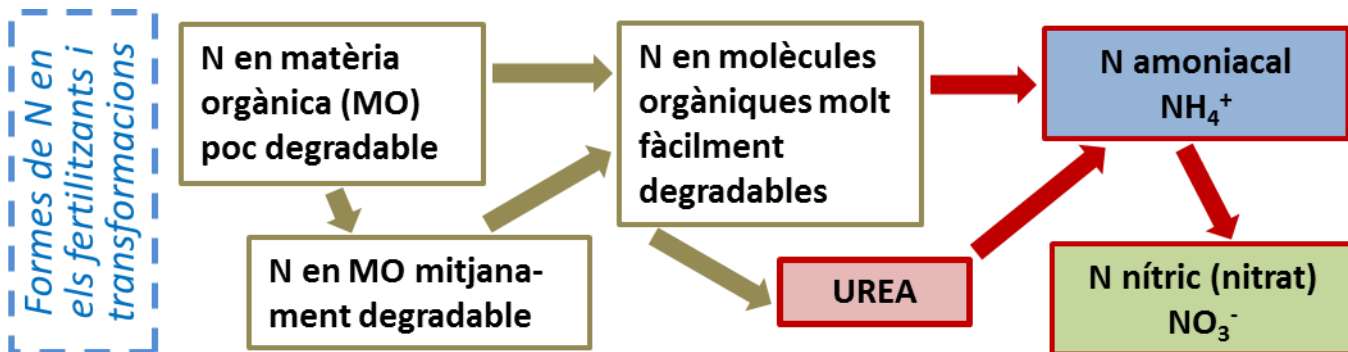 Formes de N en
els fertilitzants i
transformacions
N en matèria
orgànica (MO)
poc degradable
N en MO mitjana-
ment degradable
N en molècules
orgàniques molt
fàcilment
degradables
UREA
N amoniacal
NH₄⁺
N nítric (nitrat)
NO₃⁻